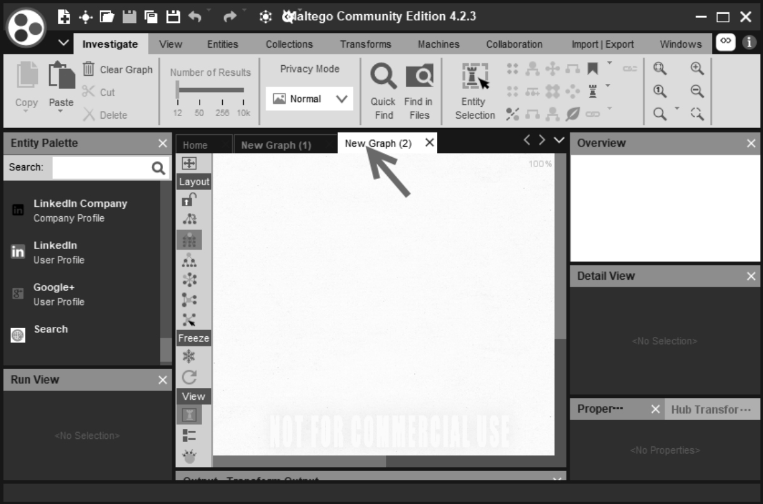 Maltego Community Edition 4.2.3
Investigate View Entities Collections Transforms Machines Collaboration Import | Export Windows
Copy
Paste
Clear Graph
Cut
Delete
Number of Results
12 50 256 10k
Privacy Mode
Normal
Quick Find
Find in Files
Entity Selection
Entity Palette
Search:
LinkedIn Company
Company Profile
LinkedIn
User Profile
Google+
User Profile
Search
Run View
<No Selection>
Home New Graph (1) New Graph (2)
100%
Layout
Freeze
View
NOT FOR COMMERCIAL USE
Output - Transform Output
Overview
Detail View
<No Selection>
Proper··· Hub Transfor···
<No Properties>